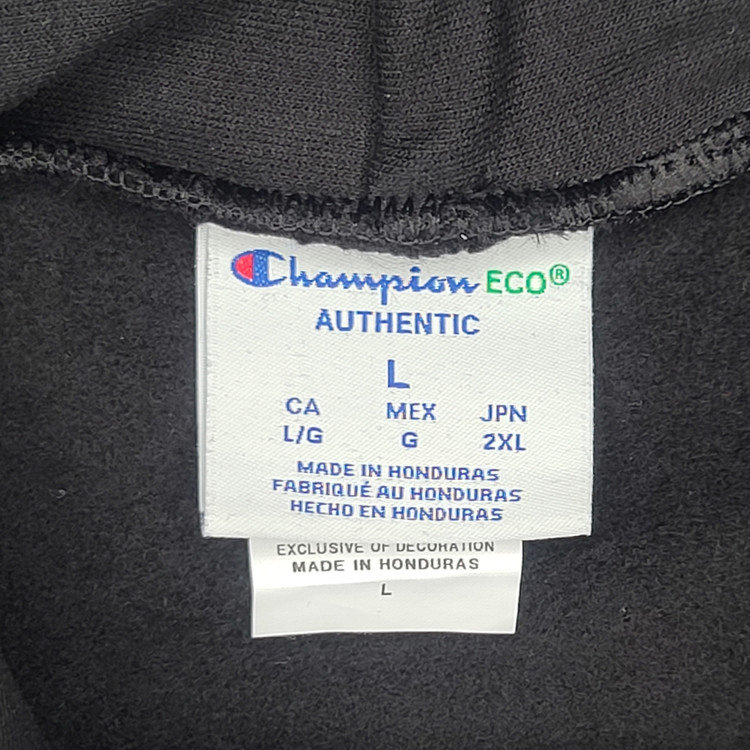 Champion ECO®
AUTHENTIC
L
CA MEX JPN
L/G G 2XL
MADE IN HONDURAS
FABRIQUÉ AU HONDURAS
HECHO EN HONDURAS
EXCLUSIVE OF DECORATION
MADE IN HONDURAS
L